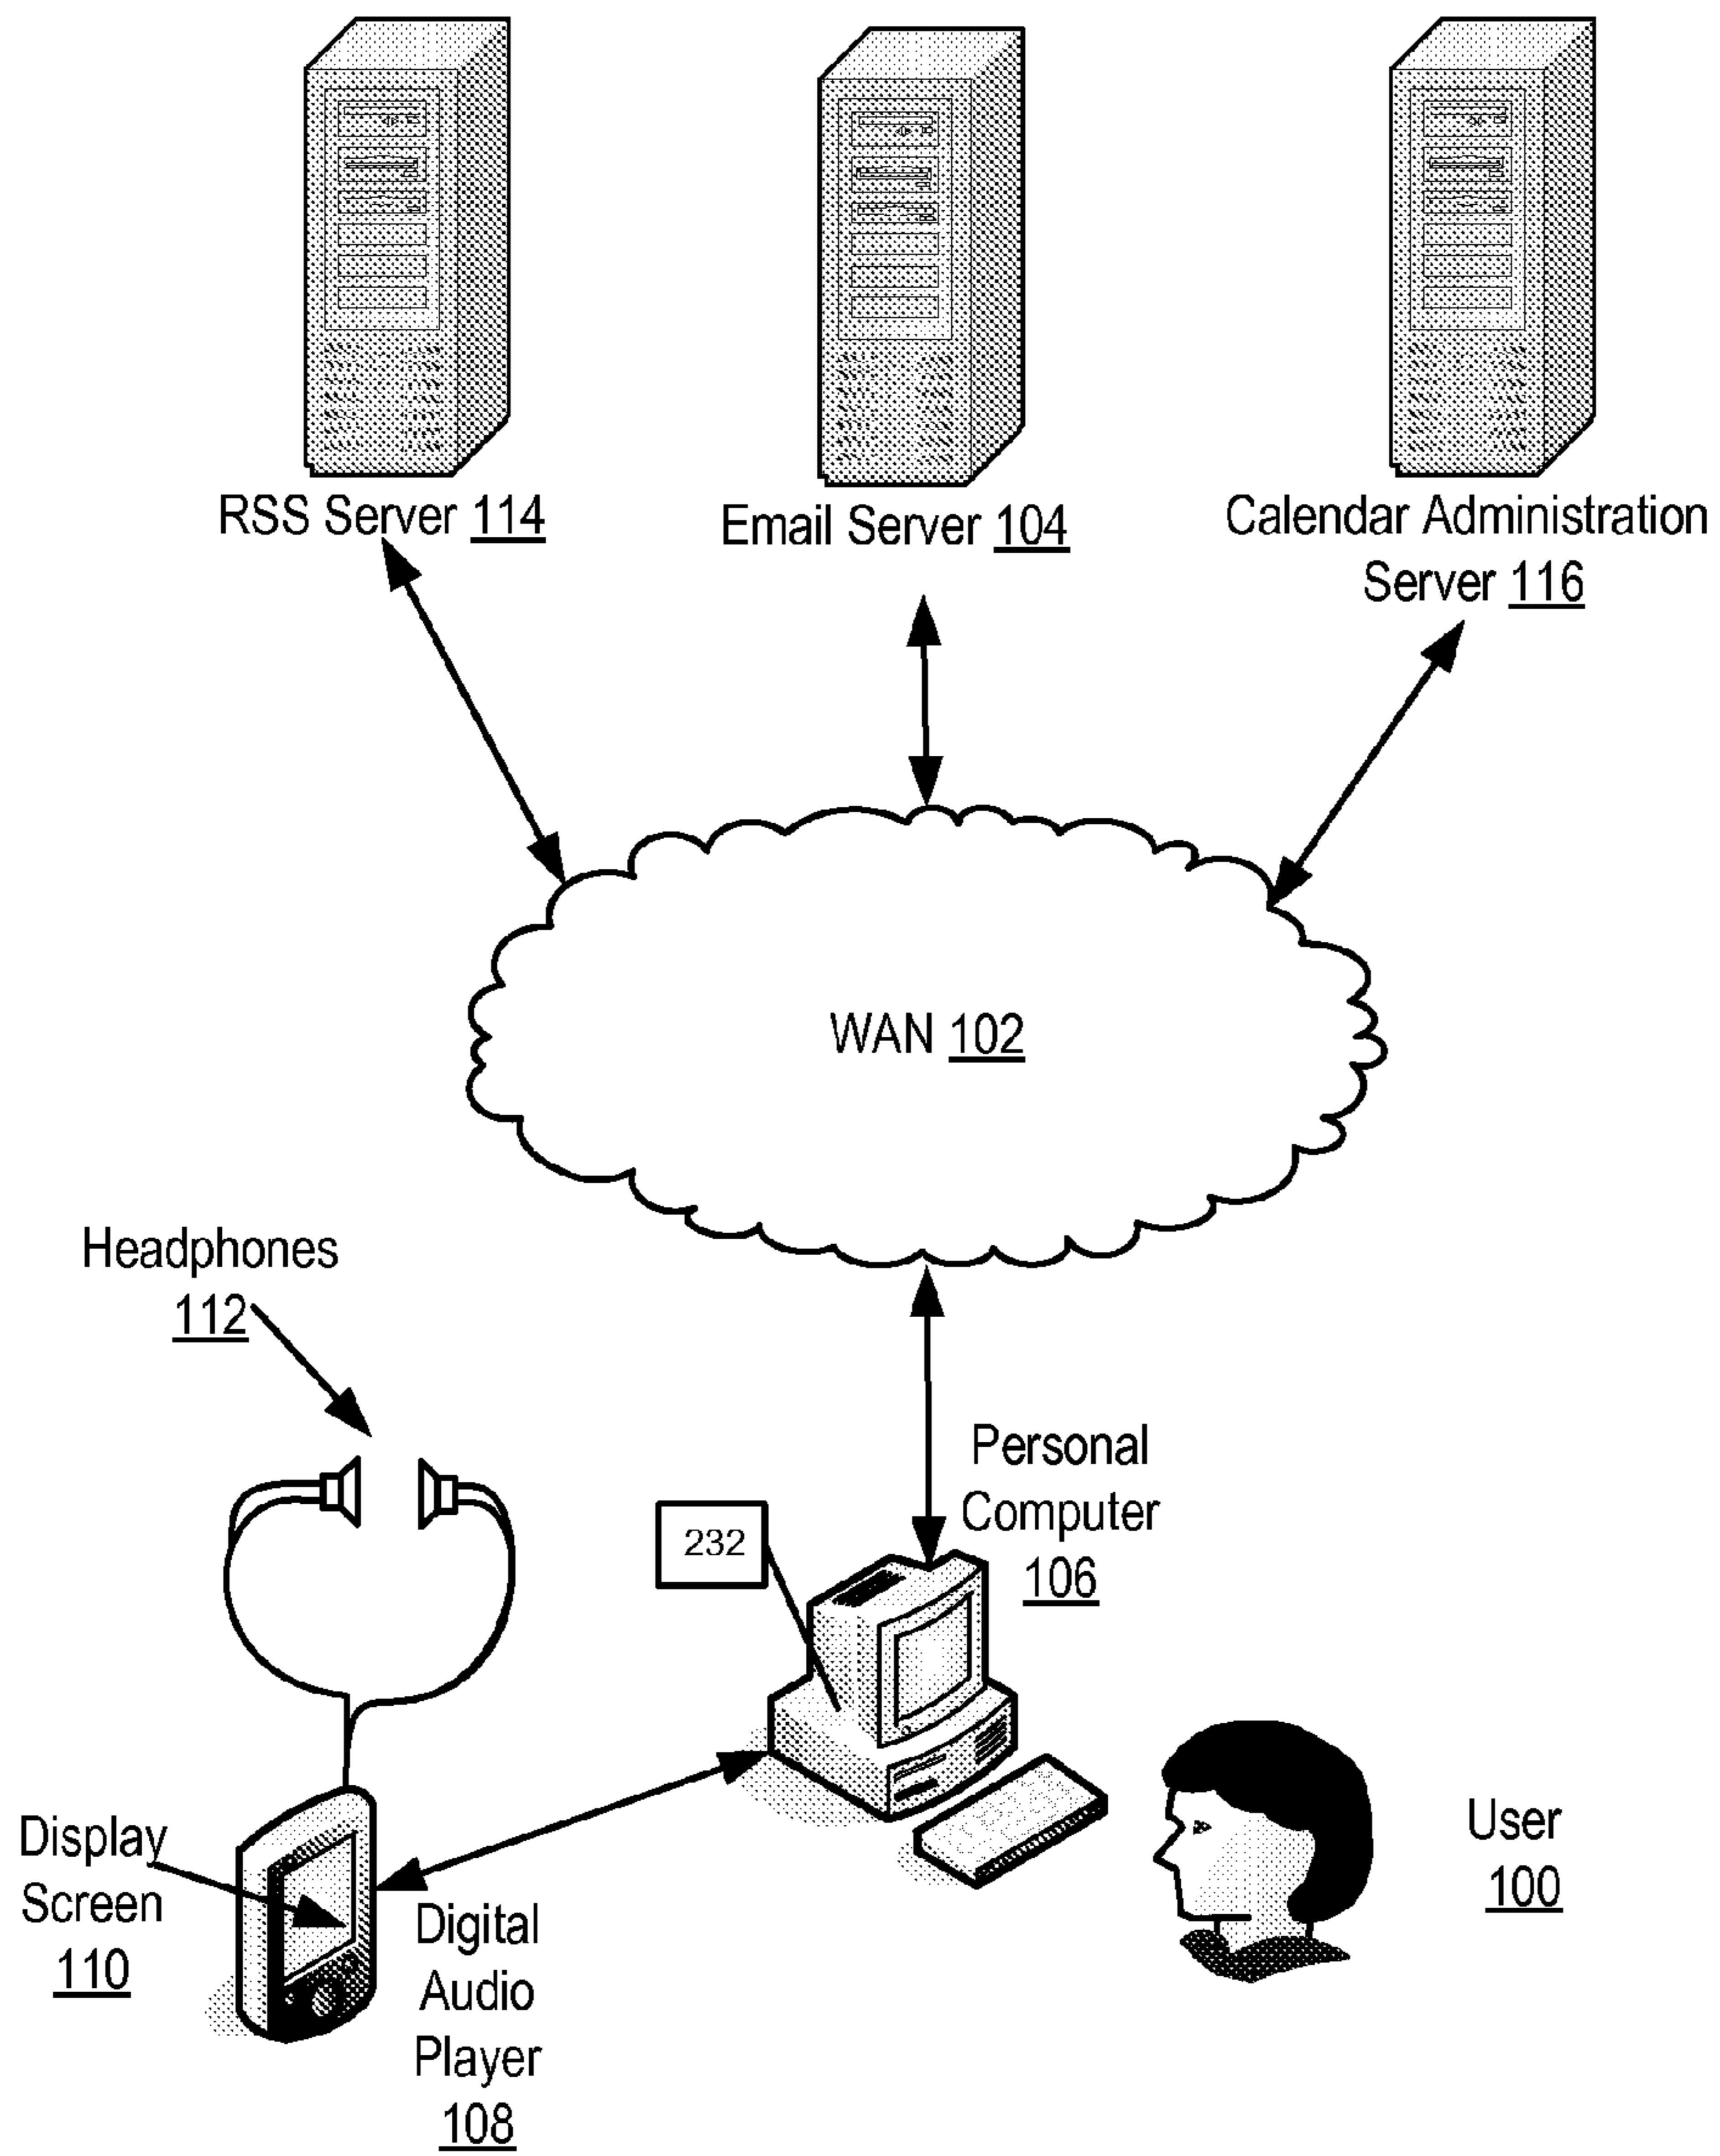 RSS Server 114
Email Server 104
Calendar Administration
Server 116
WAN 102
Headphones
112
Personal
Computer
106
232
Display
Screen
110
Digital
Audio
Player
108
User
100